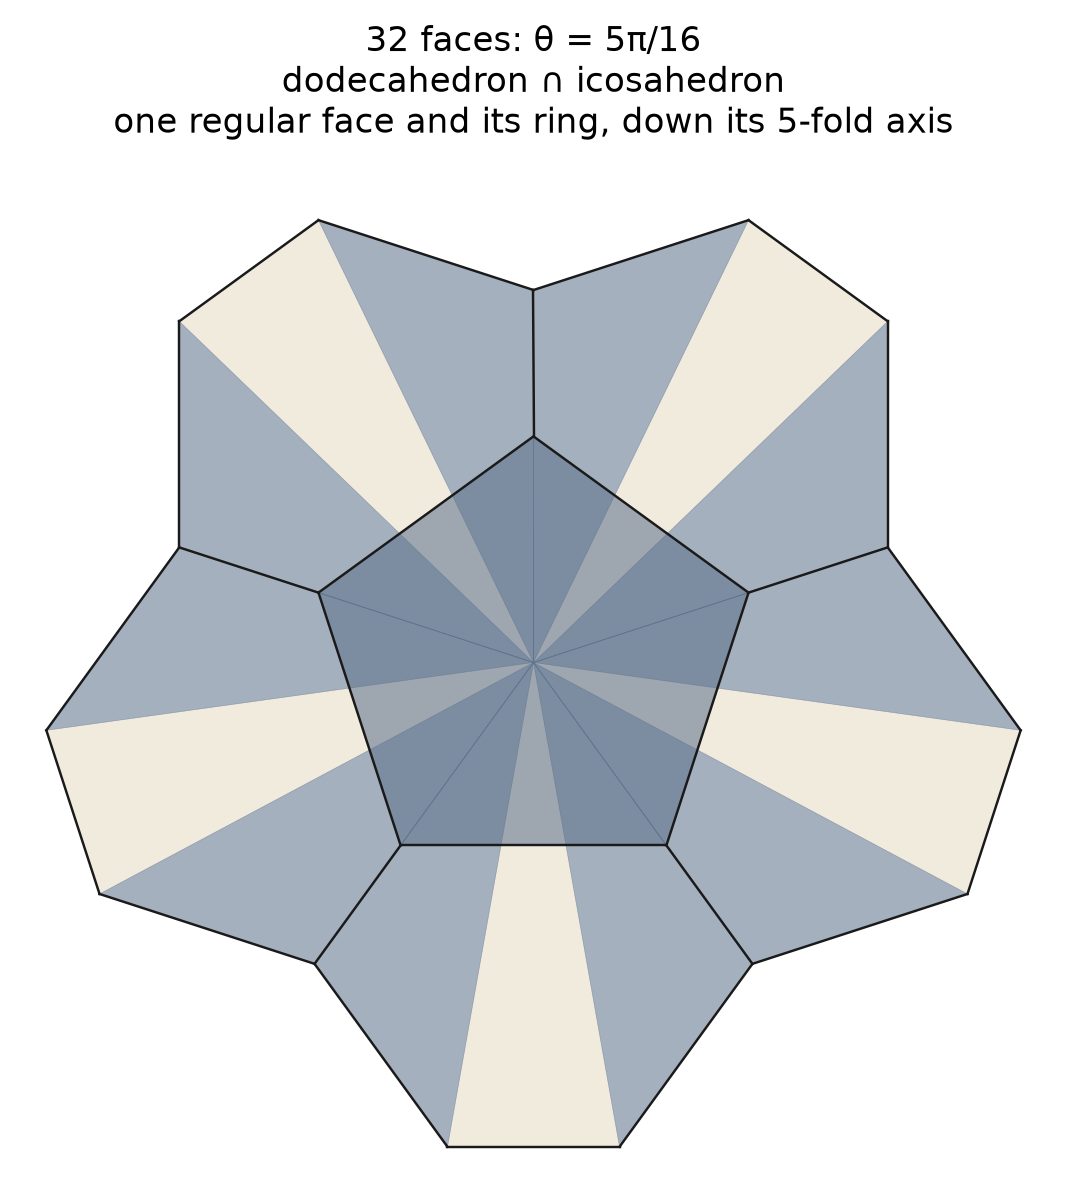 32 faces: θ = 5π/16
dodecahedron ∩ icosahedron
one regular face and its ring, down its 5-fold axis